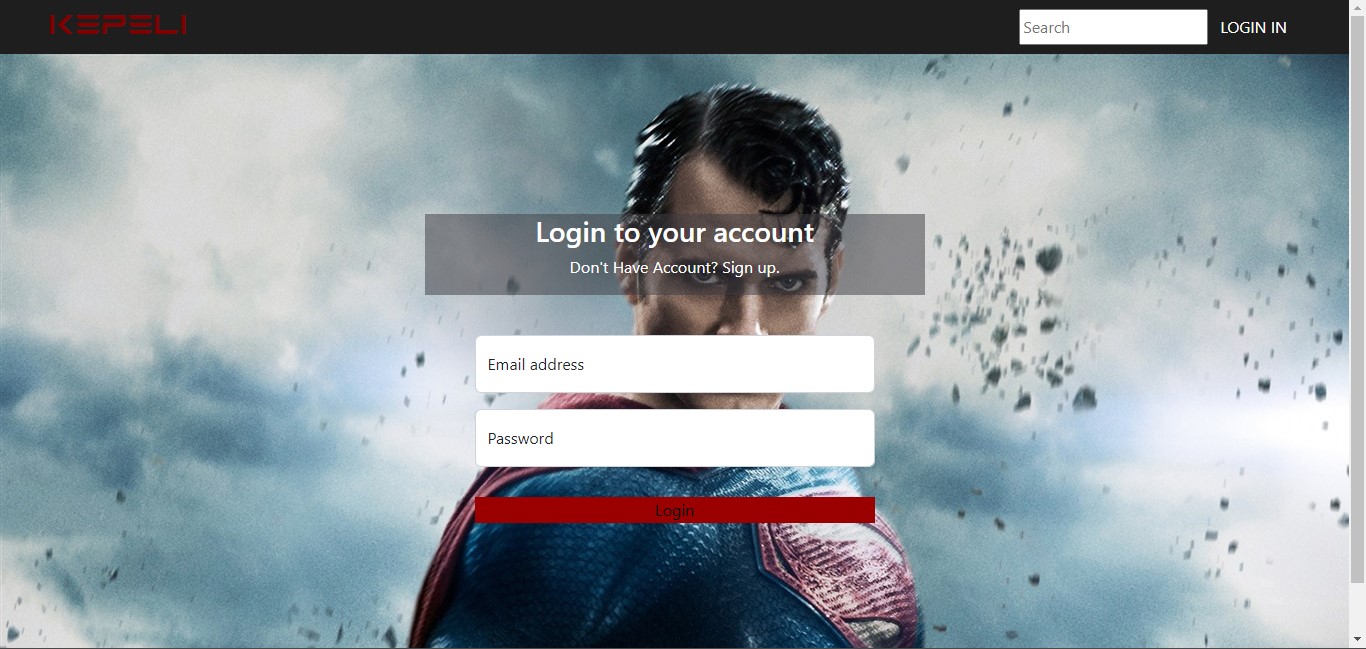 KEPELI
Search
LOGIN IN
Login to your account
Don't Have Account? Sign up.
Email address
Password
Login